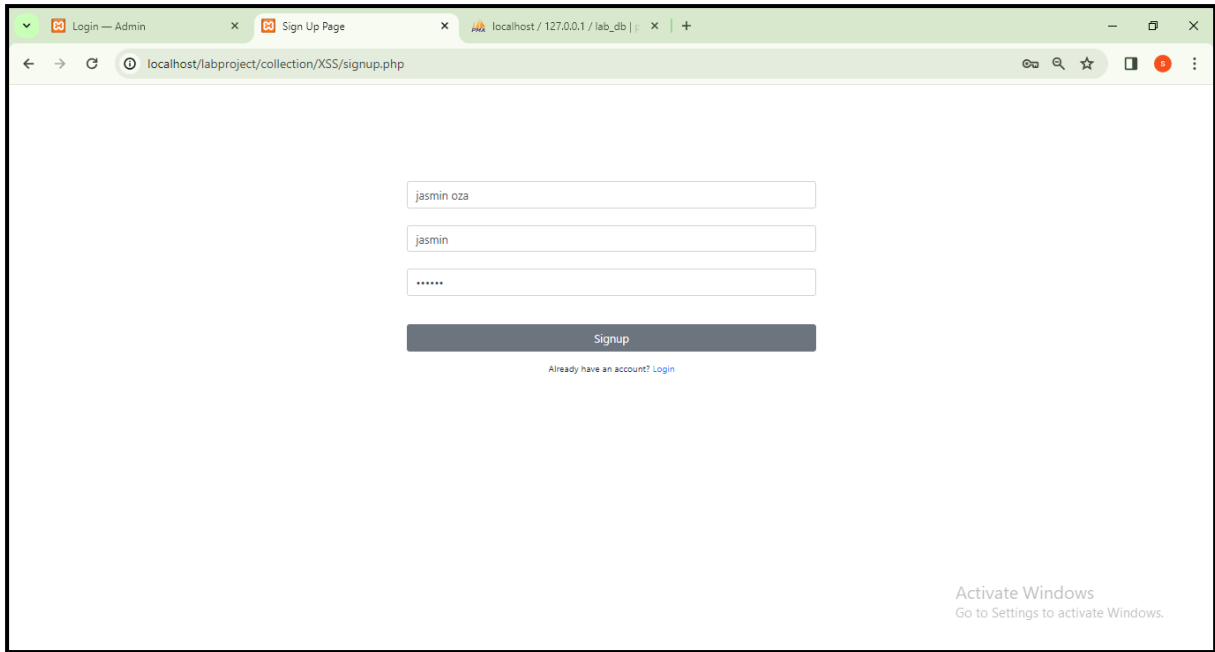 Login — Admin
Sign Up Page
localhost / 127.0.0.1 / lab_db |
localhost/labproject/collection/XSS/signup.php
s
jasmin oza
jasmin
••••••
Signup
Already have an account? Login
Activate Windows
Go to Settings to activate Windows.